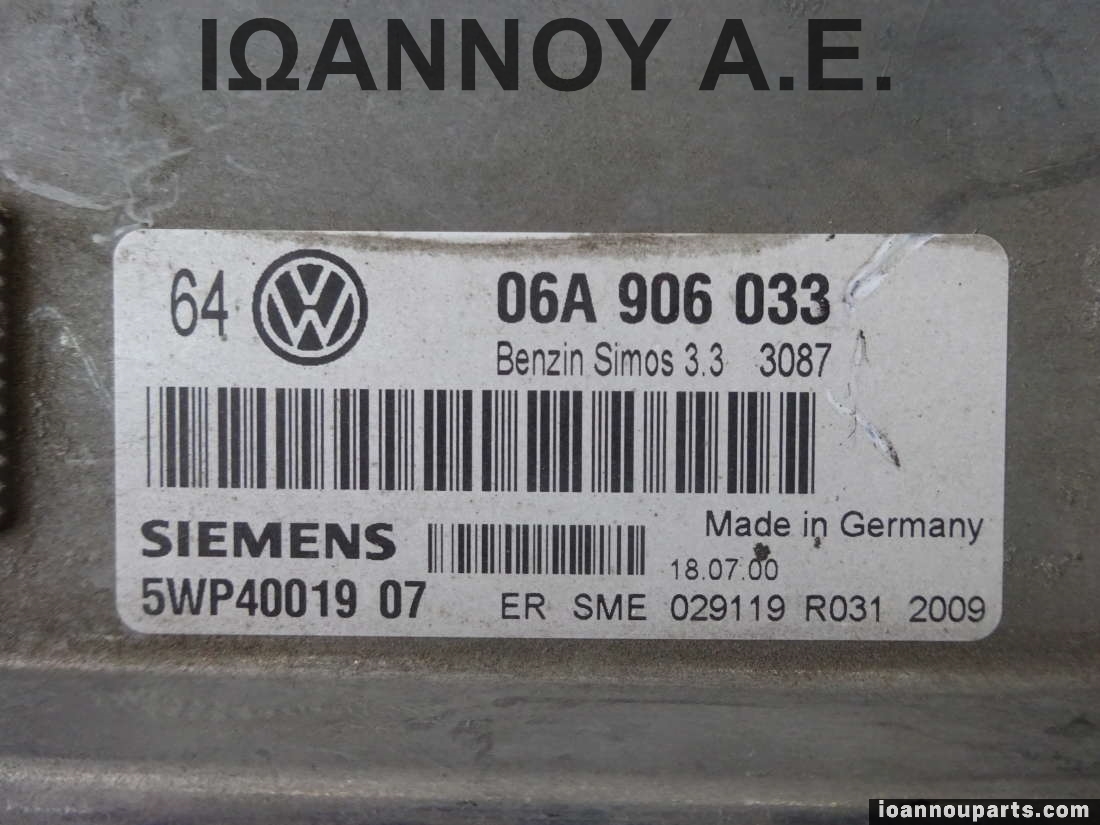 ΙΩΑΝΝΟΥ Α.Ε.
64 06A 906 033
Benzin Simos 3.3 3087
SIEMENS Made in Germany
18.07.00
5WP40019 07 ER SME 029119 R031 2009
ioannouparts.com